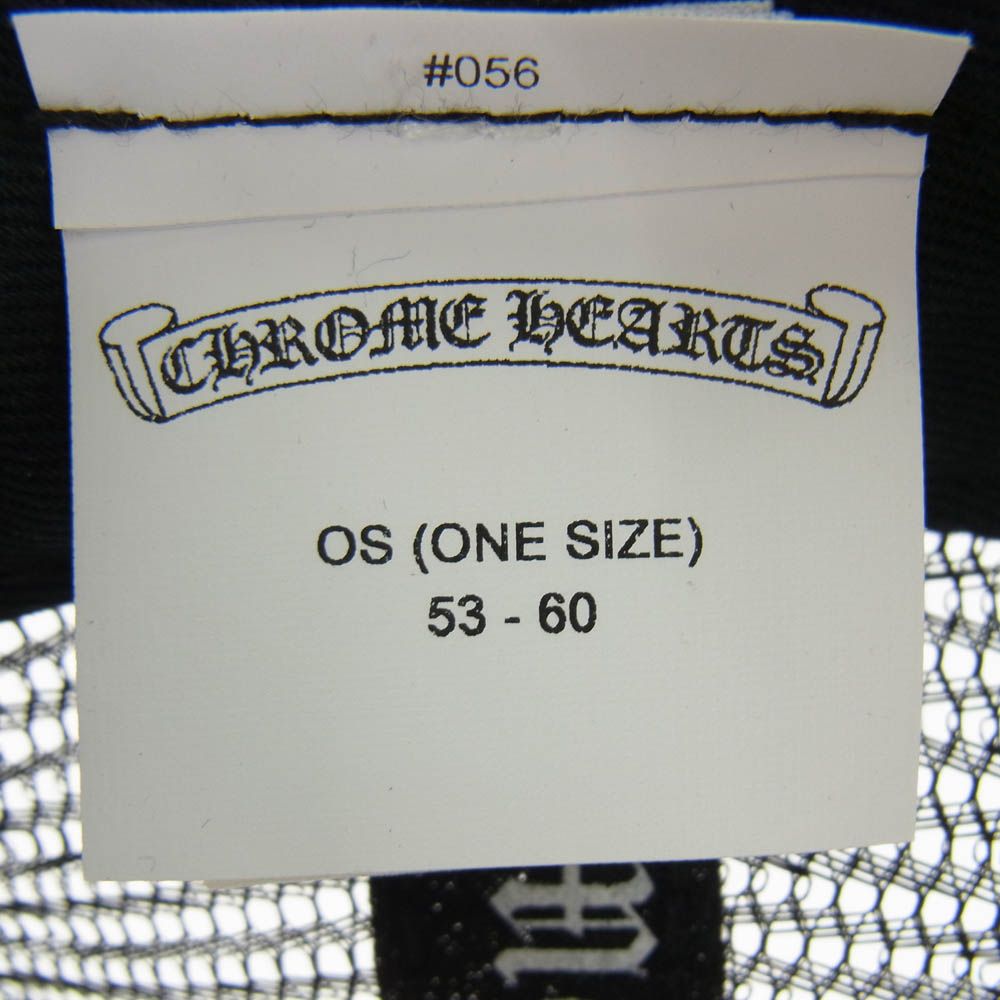 #056
CHROME HEARTS
OS (ONE SIZE)
53 - 60